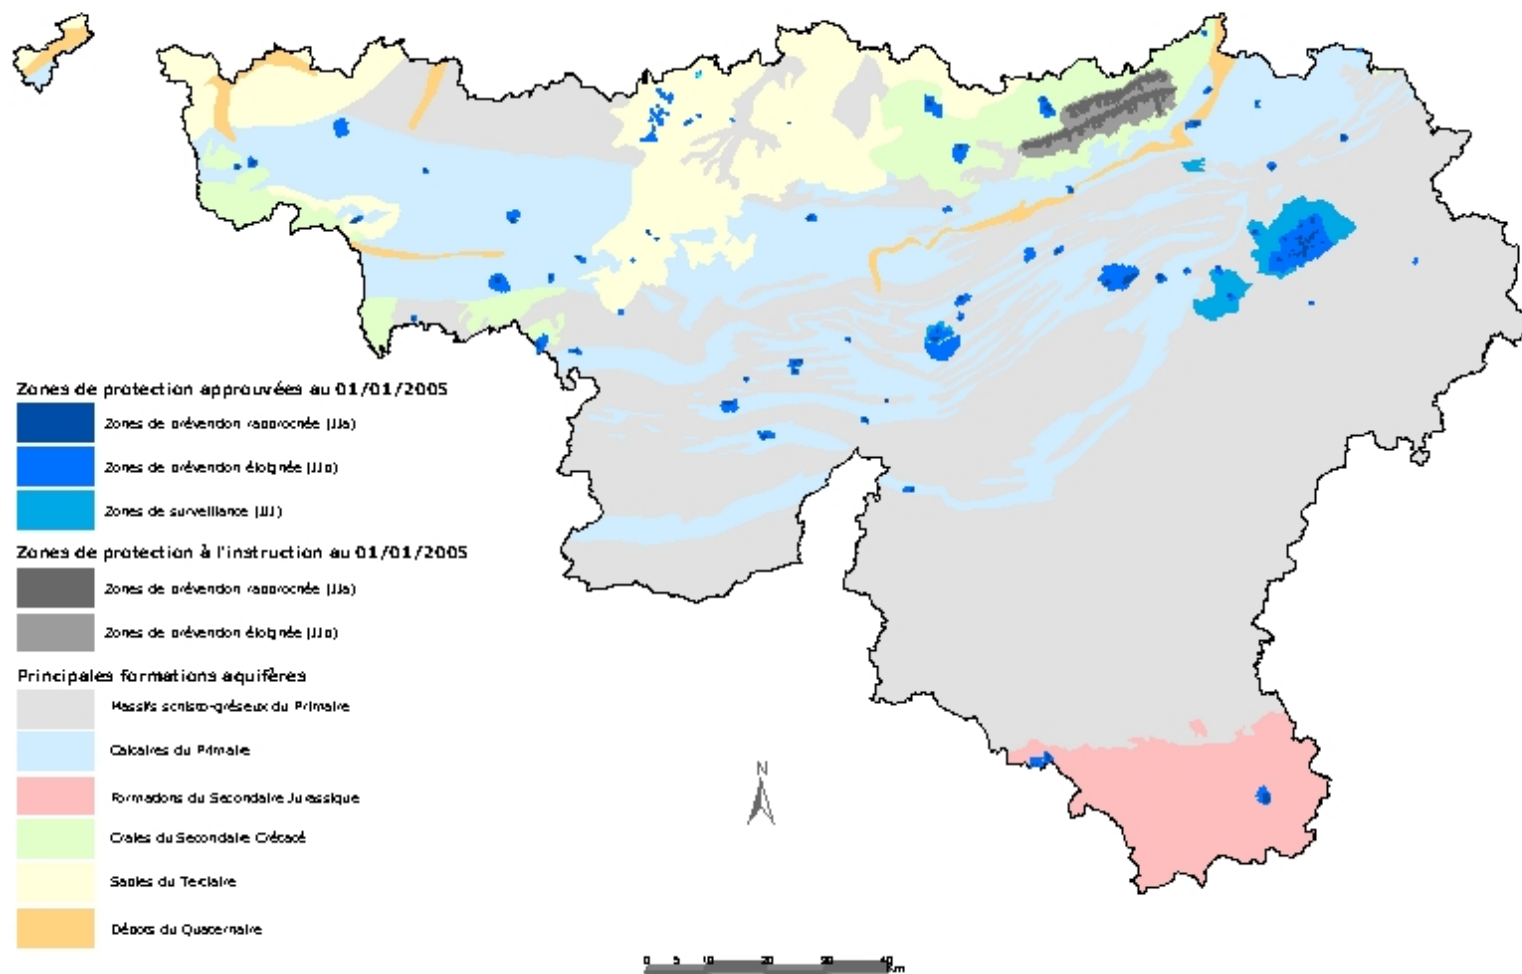 Zones de protection approuvées au 01/01/2005
Zones de prévention rapprochée (IIa)
Zones de prévention éloignée (IIb)
Zones de surveillance (III)
Zones de protection à l'instruction au 01/01/2005
Zones de prévention rapprochée (IIa)
Zones de prévention éloignée (IIb)
Principales formations aquifères
Massifs schisto-gréseux du Primaire
Calcaires du Primaire
Formations du Secondaire Jurassique
Craies du Secondaire Crétacé
Sables du Tertiaire
Dépôts du Quaternaire
N
0 5 10 20 30 40
Km